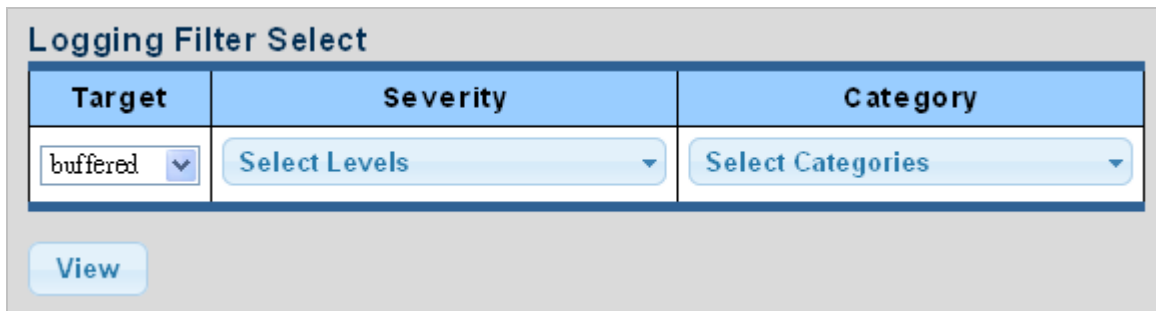 Logging Filter Select
Target Severity Category
buffered Select Levels Select Categories
View